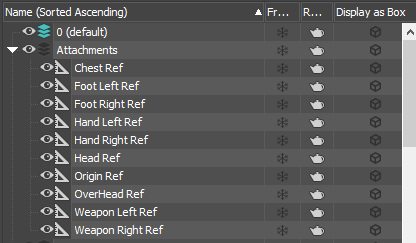 Name (Sorted Ascending) ▲ Fr... R... Display as Box
0 (default)
Attachments
Chest Ref
Foot Left Ref
Foot Right Ref
Hand Left Ref
Hand Right Ref
Head Ref
Origin Ref
OverHead Ref
Weapon Left Ref
Weapon Right Ref